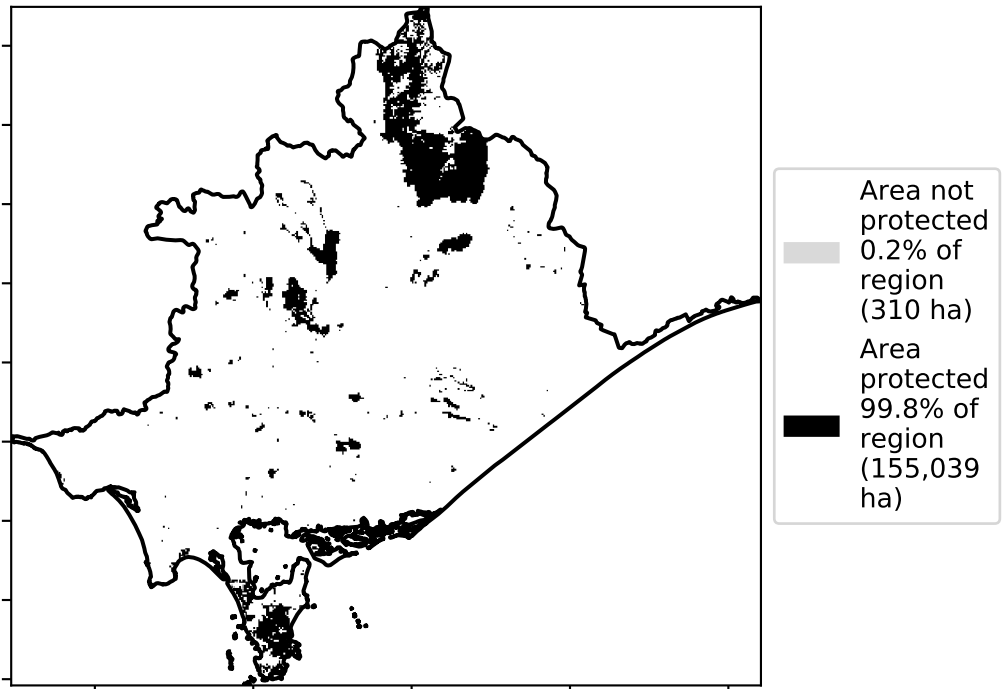 Area not
protected
0.2% of
region
(310 ha)
Area
protected
99.8% of
region
(155,039
ha)